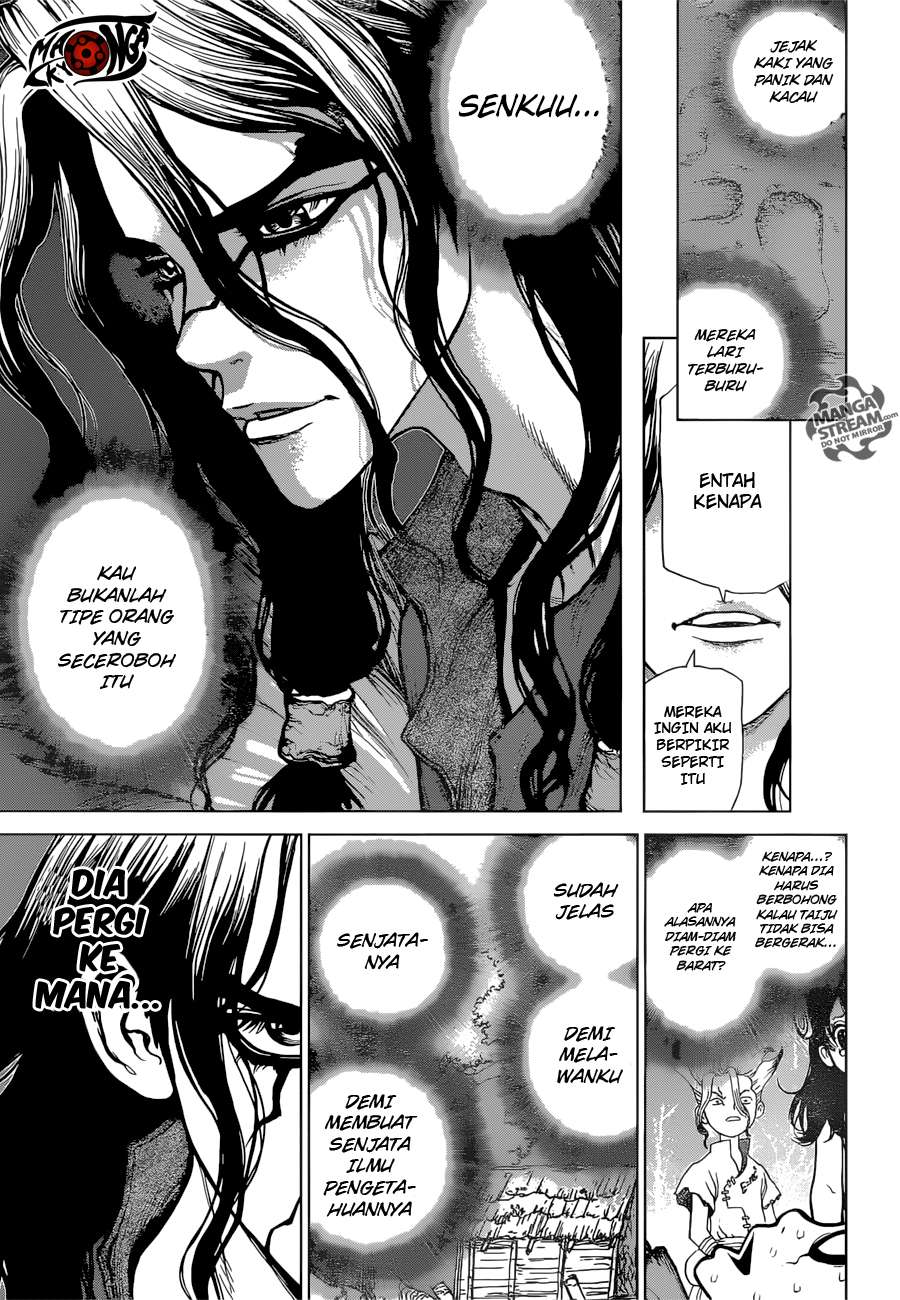 JEJAK
KAKI YANG
PANIK DAN
KACAU
MEREKA
LARI
TERBURU-
BURU
ENTAH
KENAPA
MEREKA
INGIN AKU
BERPIKIR
SEPERTI
ITU
SENKUU...
KAU
BUKANLAH
TIPE ORANG
YANG
SECEROBOH
ITU
KENAPA...?
KENAPA DIA
HARUS
BERBOHONG
KALAU TAIJU
TIDAK BISA
BERGERAK...
APA
ALASANNYA
DIAM-DIAM
PERGI KE
BARAT?
SUDAH
JELAS
DEMI
MELA-
WANKU
SENJATA-
NYA
DEMI
MEMBUAT
SENJATA
ILMU
PENGETA-
HUANNYA
DIA
PERGI
KE
MANA...
MANGA
STREAM.com
DO NOT MIRROR
MANGA
KYO